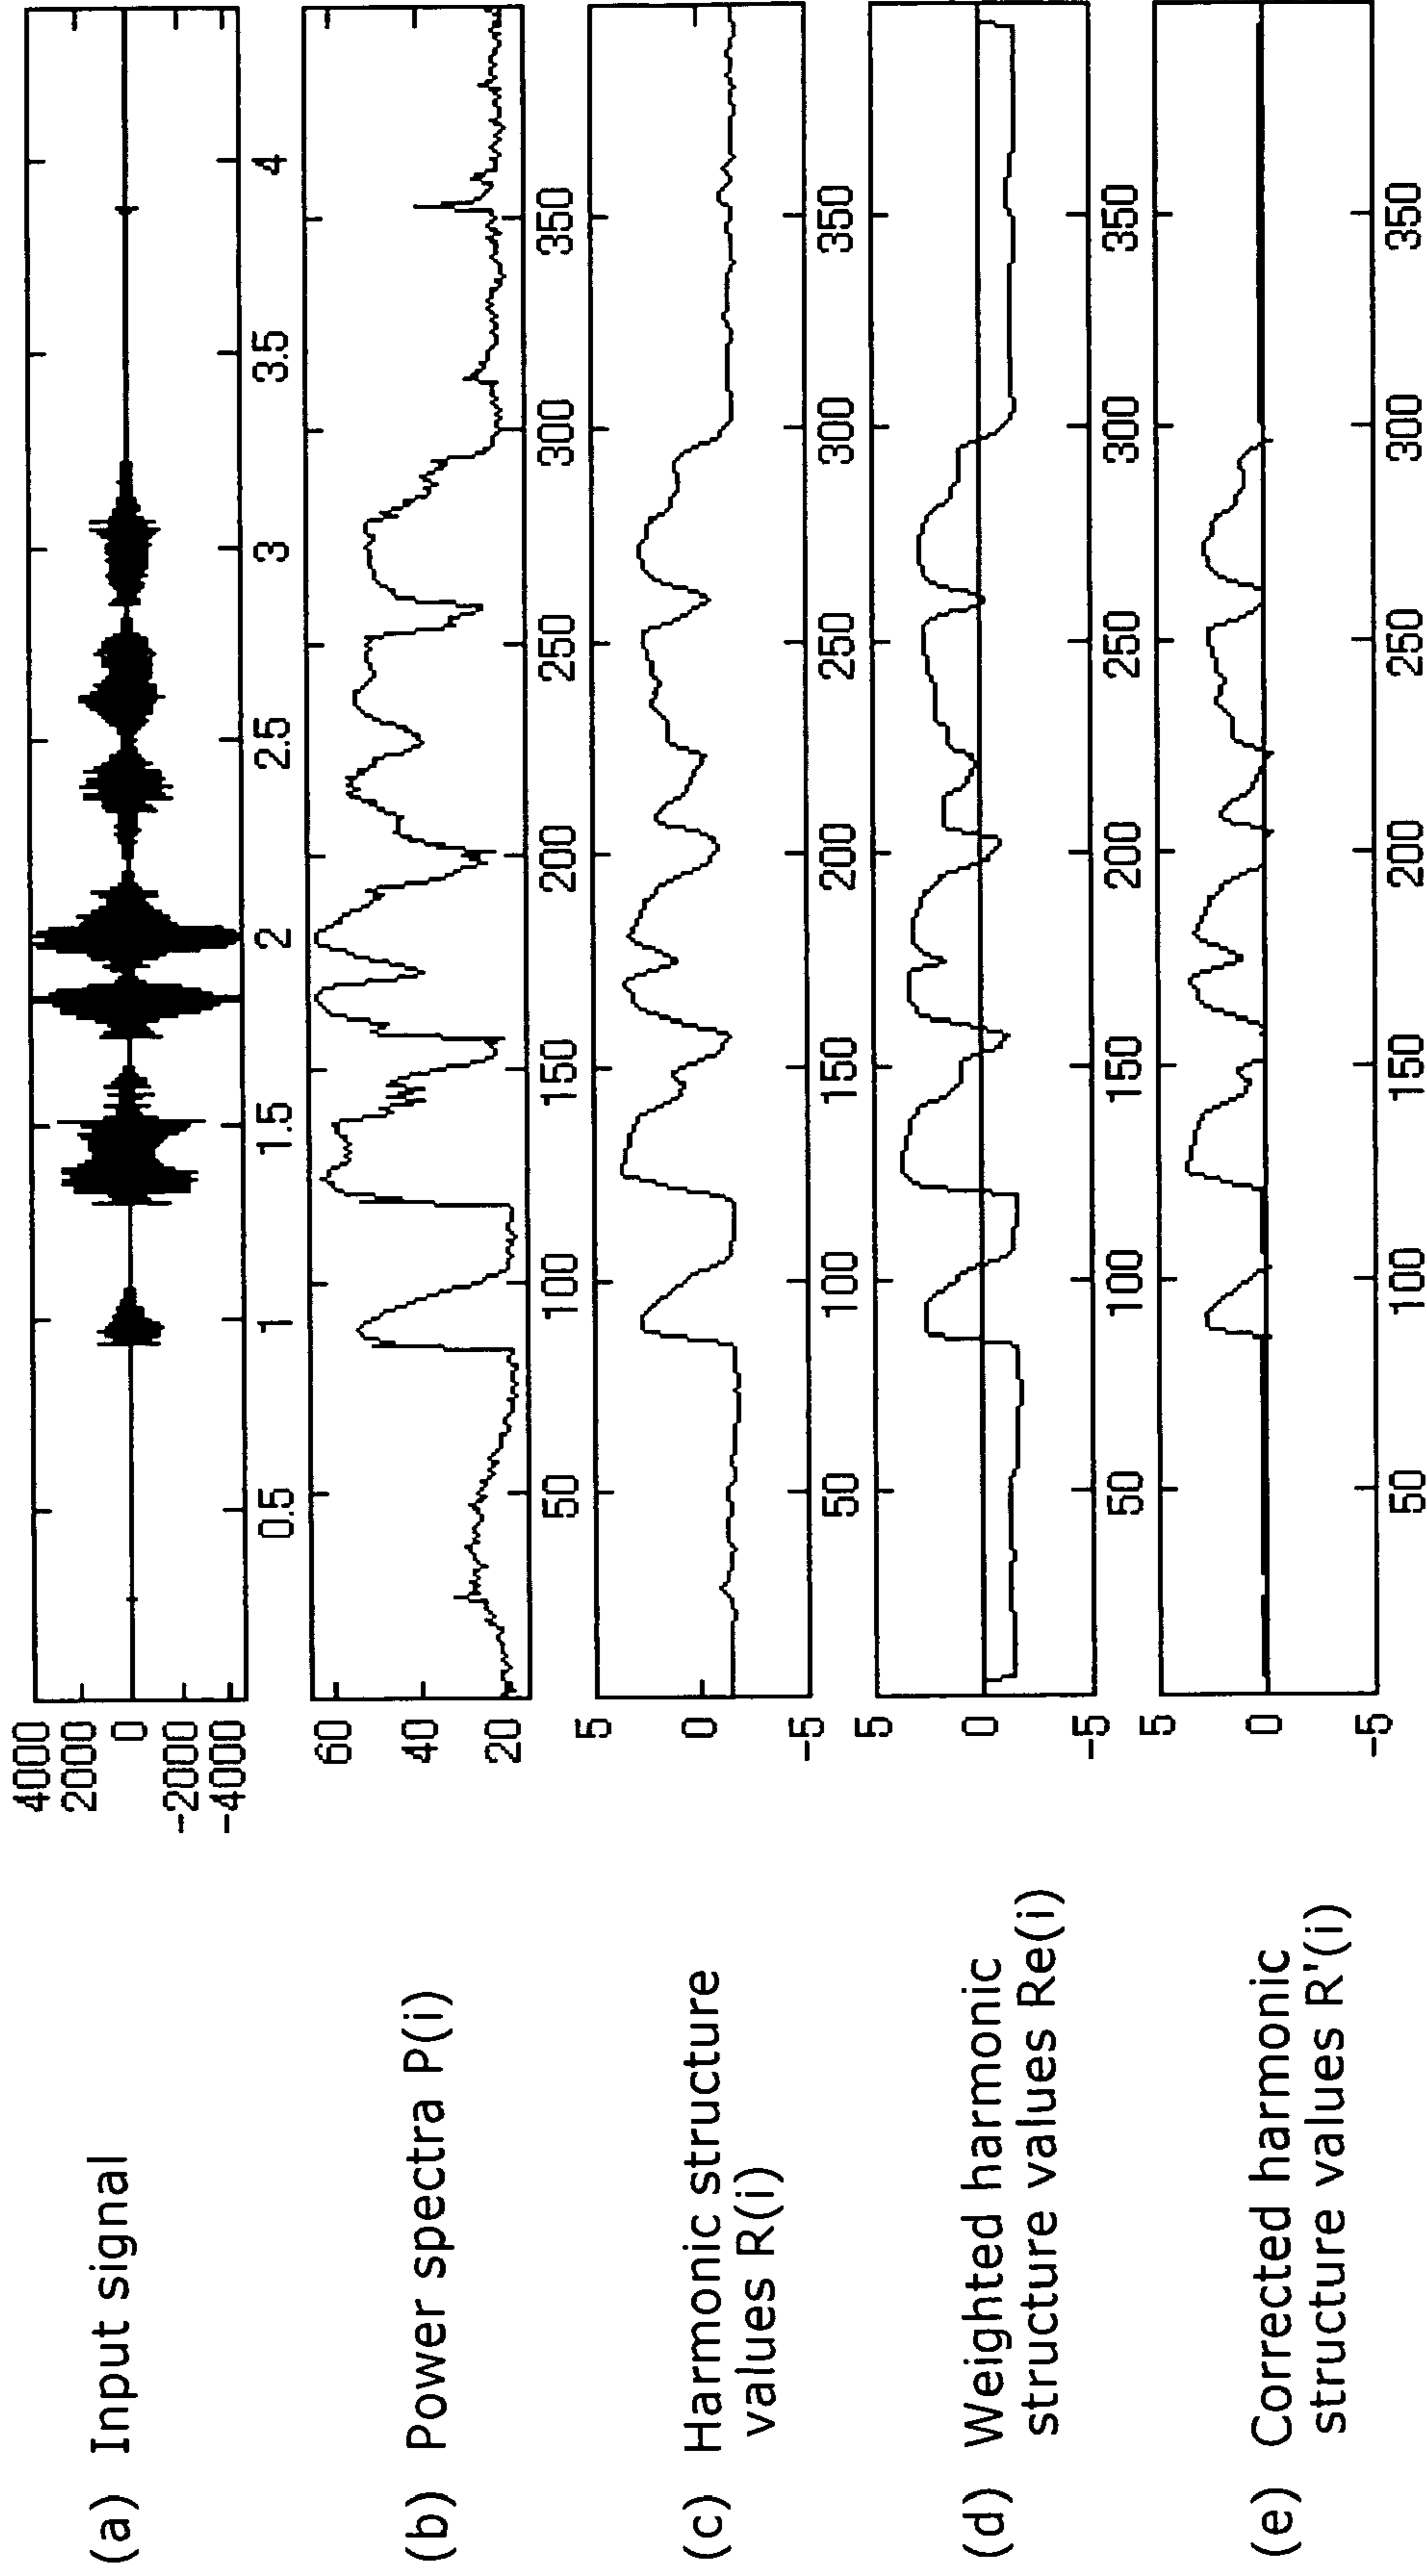 (a) Input signal
4000
2000
0
-2000
-4000
0.5 1 1.5 2 2.5 3 3.5 4
(b) Power spectra P(i)
60
40
20
50 100 150 200 250 300 350
(c) Harmonic structure
values R(i)
5
0
-5
50 100 150 200 250 300 350
(d) Weighted harmonic
structure values Re(i)
5
0
-5
50 100 150 200 250 300 350
(e) Corrected harmonic
structure values R'(i)
5
0
-5
50 100 150 200 250 300 350